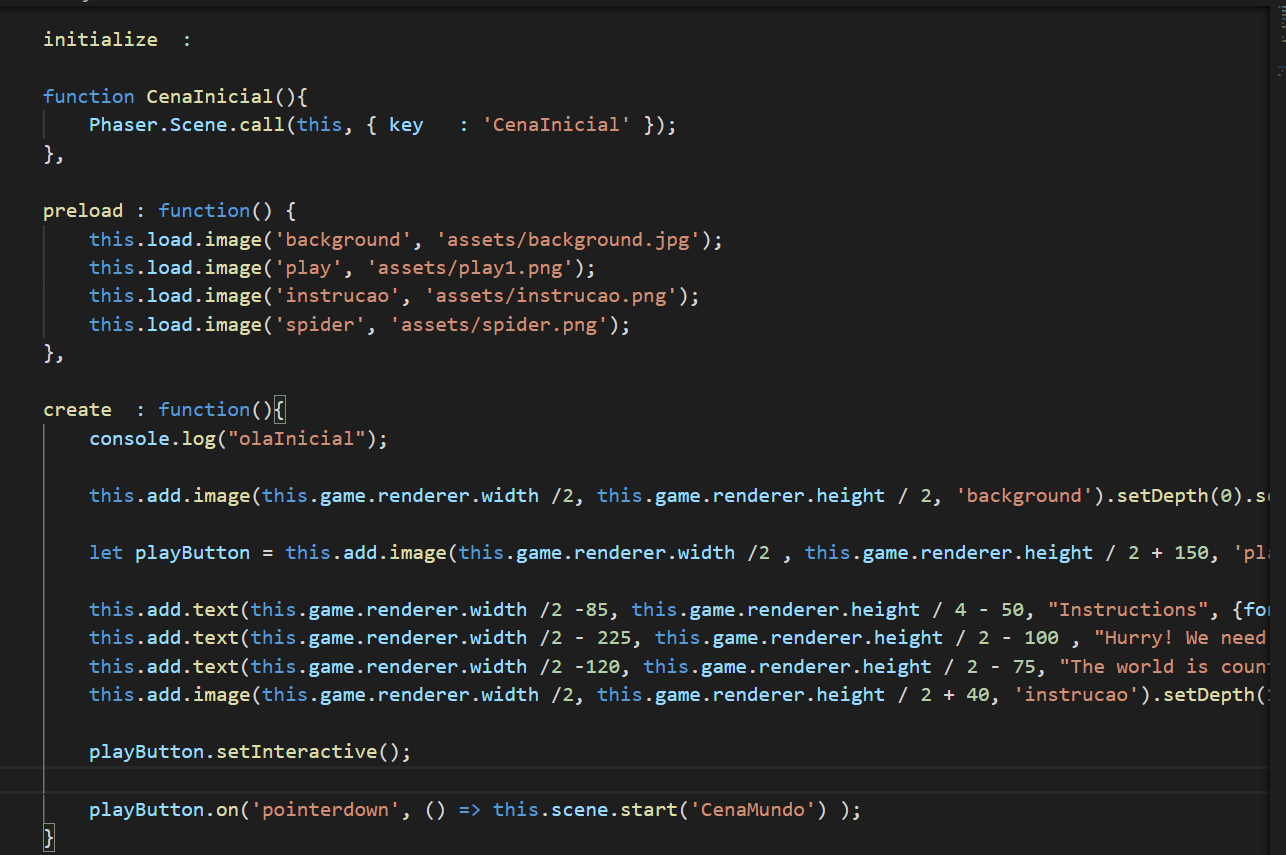 initialize  :
function CenaInicial(){
    Phaser.Scene.call(this, { key   : 'CenaInicial' });
},
preload : function() {
    this.load.image('background', 'assets/background.jpg');
    this.load.image('play', 'assets/play1.png');
    this.load.image('instrucao', 'assets/instrucao.png');
    this.load.image('spider', 'assets/spider.png');
},
create  : function(){
    console.log("olaInicial");
    this.add.image(this.game.renderer.width /2, this.game.renderer.height / 2, 'background').setDepth(0).s
    let playButton = this.add.image(this.game.renderer.width /2 , this.game.renderer.height / 2 + 150, 'pl
    this.add.text(this.game.renderer.width /2 -85, this.game.renderer.height / 4 - 50, "Instructions", {fo
    this.add.text(this.game.renderer.width /2 - 225, this.game.renderer.height / 2 - 100 , "Hurry! We need
    this.add.text(this.game.renderer.width /2 -120, this.game.renderer.height / 2 - 75, "The world is coun
    this.add.image(this.game.renderer.width /2, this.game.renderer.height / 2 + 40, 'instrucao').setDepth(
    playButton.setInteractive();
    playButton.on('pointerdown', () => this.scene.start('CenaMundo') );
}